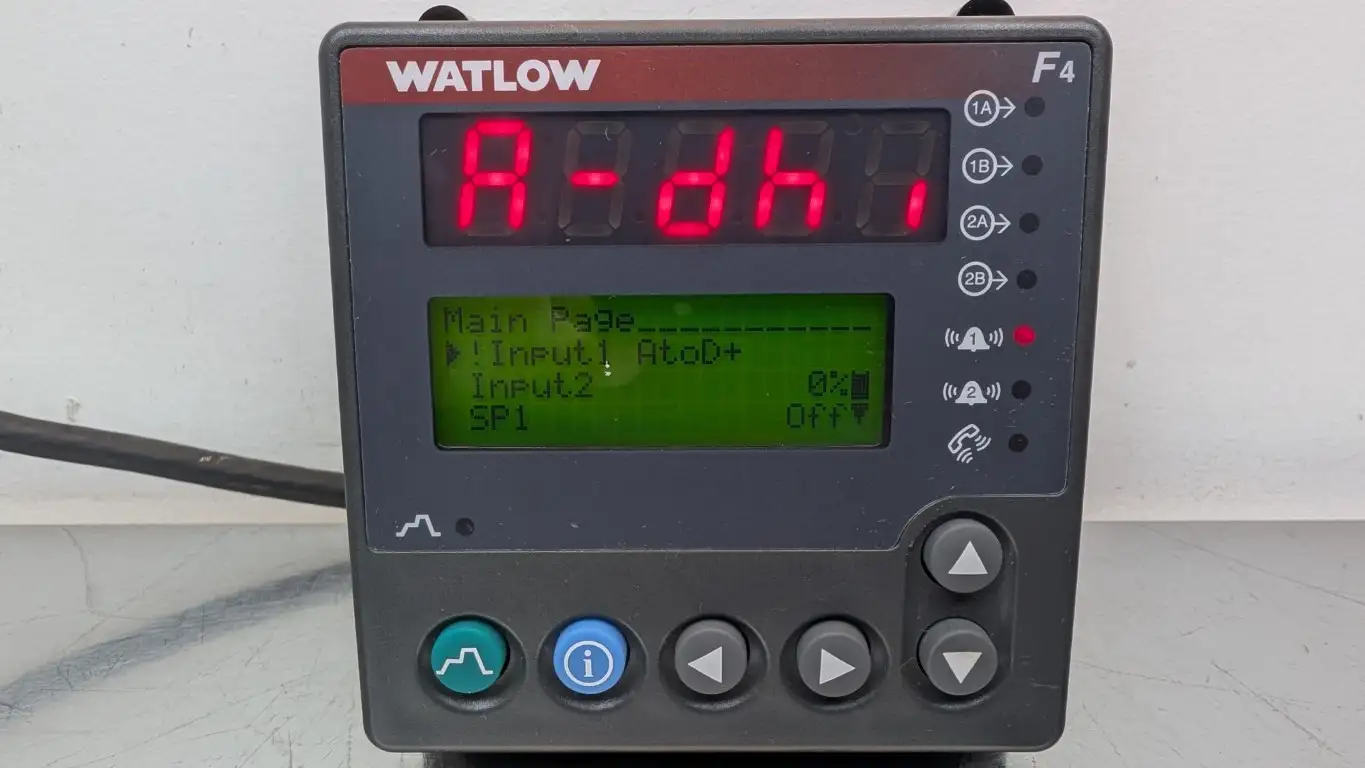 WATLOW
F4
A-dhi
1A
1B
2A
2B
Main Page
!Input1 AtoD+
Input2 0%
SP1 Off
1
2
i